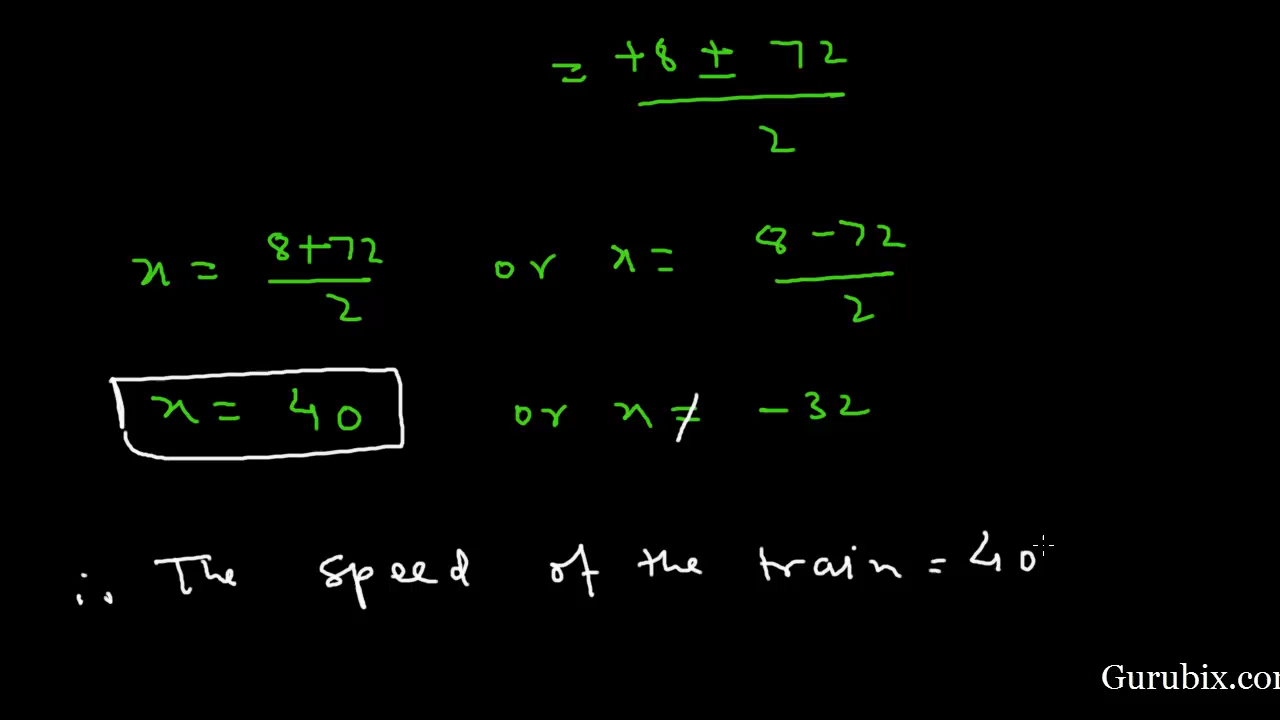 = +8 ± 72 / 2
x = 8+72 / 2 or x = 8-72 / 2
x = 40 or x ≠ -32
∴ The speed of the train = 40
Gurubix.com